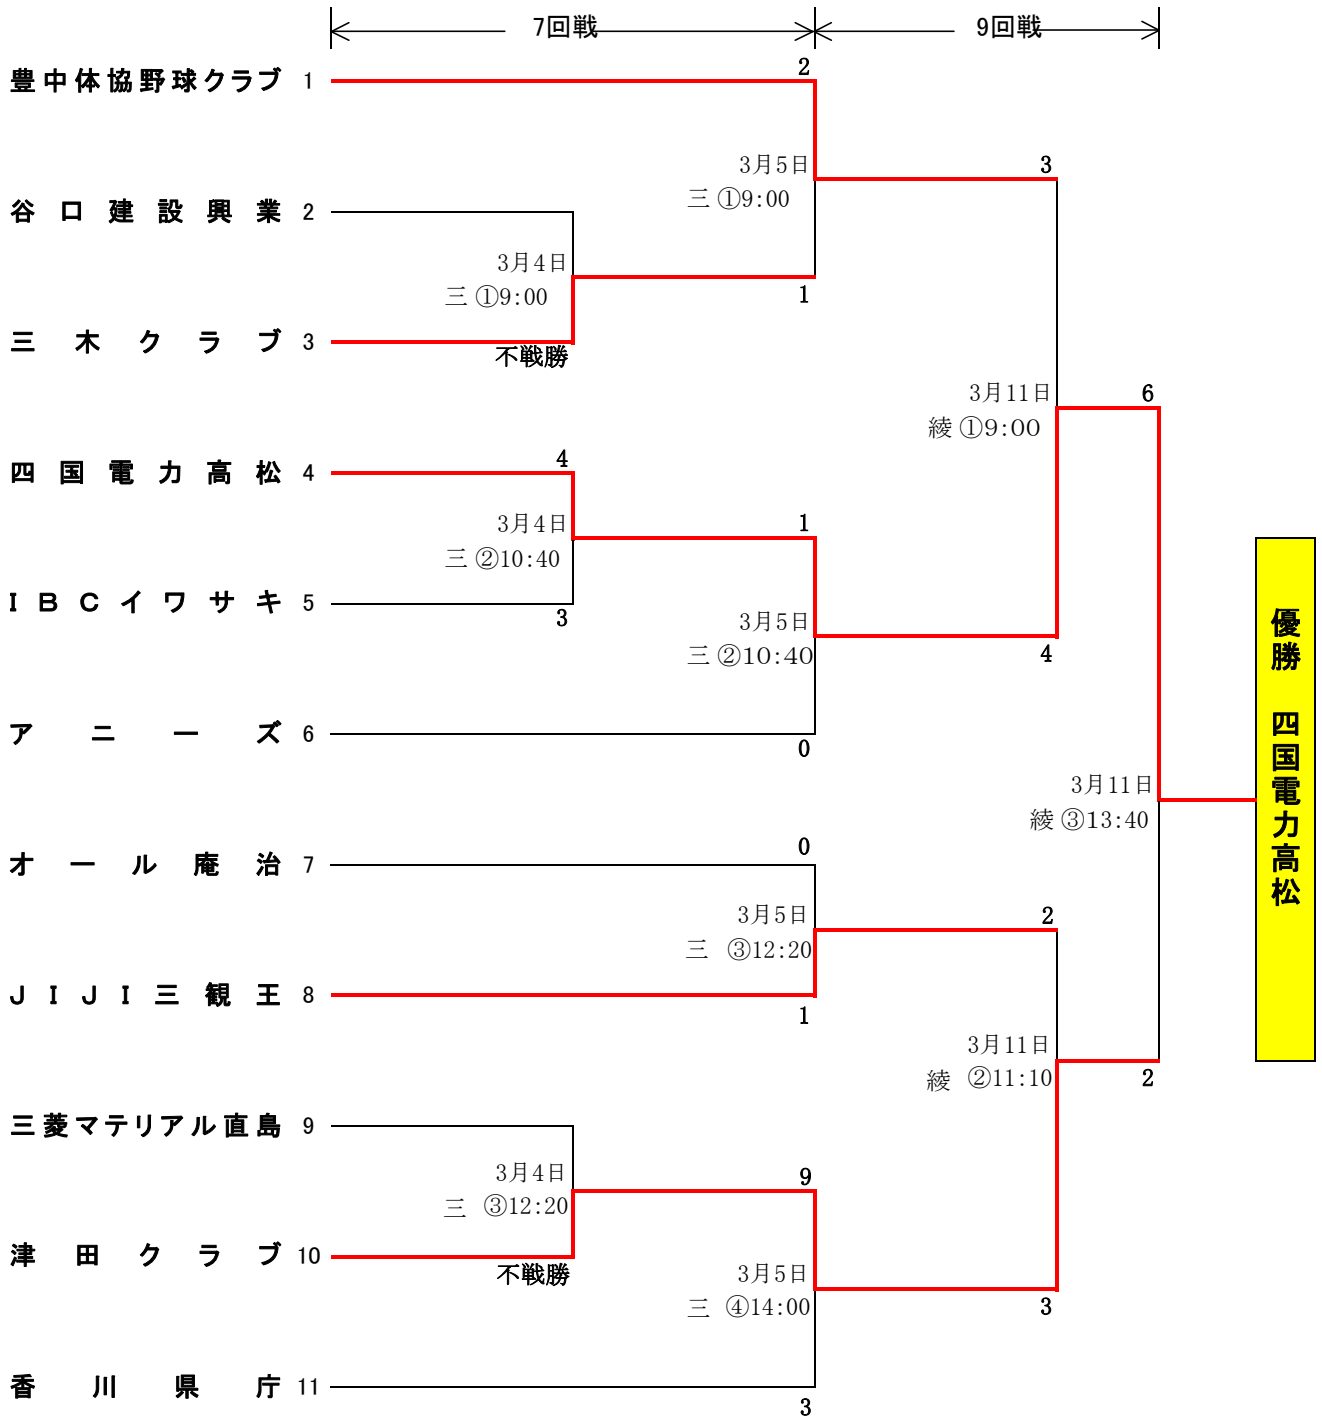 7回戦
9回戦
豊中体協野球クラブ 1
2
3月5日
三 ①9:00
3
谷口建設興業 2
3月4日
三 ①9:00
1
三木クラブ 3
不戦勝
3月11日
綾 ①9:00
6
四国電力高松 4
4
3月4日
三 ②10:40
1
IBCイワサキ 5
3
3月5日
三 ②10:40
4
アニーズ 6
0
優勝 四国電力高松
3月11日
綾 ③13:40
オール庵治 7
0
3月5日
三 ③12:20
2
JIJI三観王 8
1
3月11日
綾 ②11:10
2
三菱マテリアル直島 9
3月4日
三 ③12:20
9
津田クラブ 10
不戦勝
3月5日
三 ④14:00
3
香川県庁 11
3